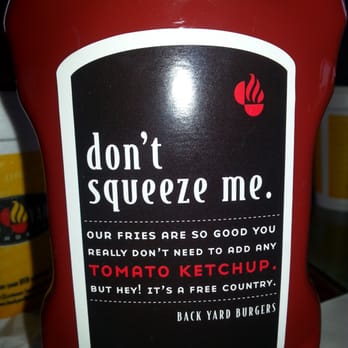 don't
squeeze me.
OUR FRIES ARE SO GOOD YOU
REALLY DON'T NEED TO ADD ANY
TOMATO KETCHUP.
BUT HEY! IT'S A FREE COUNTRY.
BACK YARD BURGERS